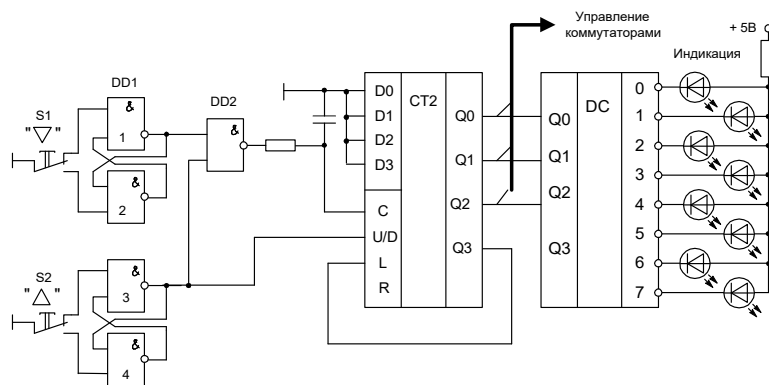 Управление
коммутаторами
+ 5В
Индикация
DD1
&
1
S1
"▽"
&
2
DD2
&
D0
D1
D2
D3
C
U/D
L
R
CT2
Q0
Q1
Q2
Q3
Q0
Q1
Q2
Q3
DC
0
1
2
3
4
5
6
7
S2
"△"
&
3
&
4